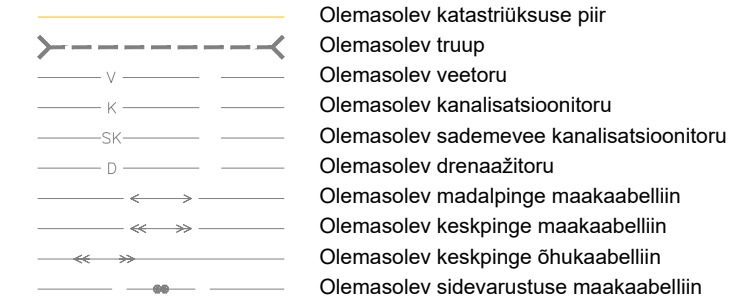 Olemasolev katastriüksuse piir
Olemasolev truup
V Olemasolev veetoru
K Olemasolev kanalisatsioonitoru
SK Olemasolev sademevee kanalisatsioonitoru
D Olemasolev drenaažitoru
Olemasolev madalpinge maakaabelliin
Olemasolev keskpinge maakaabelliin
Olemasolev keskpinge õhukaabelliin
Olemasolev sidevarustuse maakaabelliin